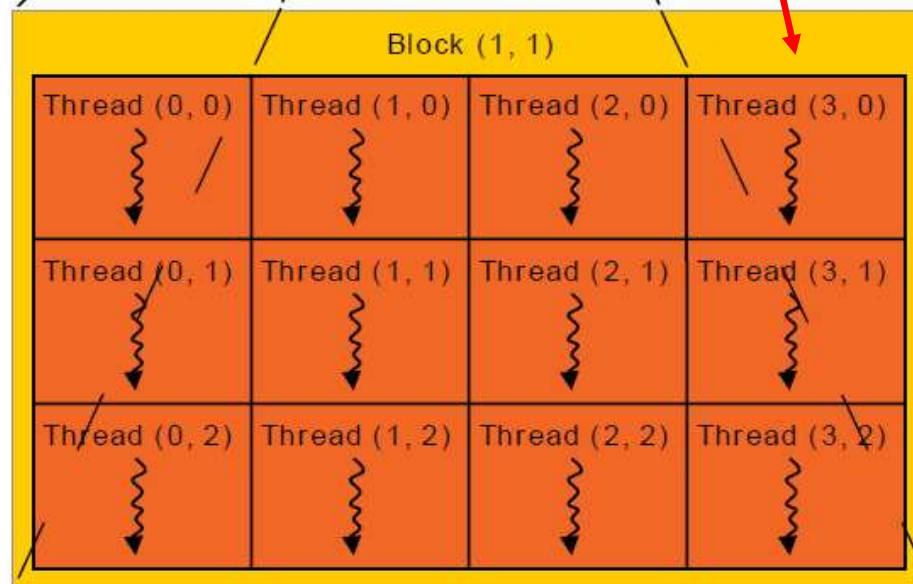 Block (1, 1)
Thread (0, 0) Thread (1, 0) Thread (2, 0) Thread (3, 0)
Thread (0, 1) Thread (1, 1) Thread (2, 1) Thread (3, 1)
Thread (0, 2) Thread (1, 2) Thread (2, 2) Thread (3, 2)